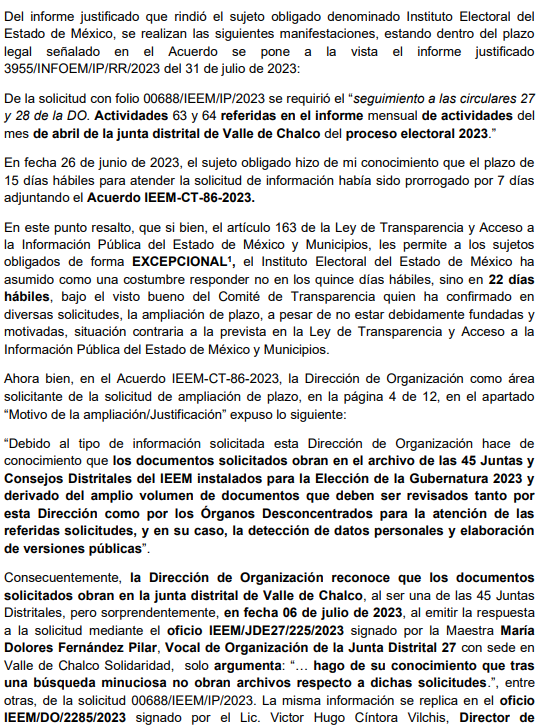 Del informe justificado que rindió el sujeto obligado denominado Instituto Electoral del
Estado de México, se realizan las siguientes manifestaciones, estando dentro del plazo
legal señalado en el Acuerdo se pone a la vista el informe justificado
3955/INFOEM/IP/RR/2023 del 31 de julio de 2023:
De la solicitud con folio 00688/IEEM/IP/2023 se requirió el “seguimiento a las circulares 27
y 28 de la DO. Actividades 63 y 64 referidas en el informe mensual de actividades del
mes de abril de la junta distrital de Valle de Chalco del proceso electoral 2023.”
En fecha 26 de junio de 2023, el sujeto obligado hizo de mi conocimiento que el plazo de
15 días hábiles para atender la solicitud de información había sido prorrogado por 7 días
adjuntando el Acuerdo IEEM-CT-86-2023.
En este punto resalto, que si bien, el artículo 163 de la Ley de Transparencia y Acceso a
la Información Pública del Estado de México y Municipios, les permite a los sujetos
obligados de forma EXCEPCIONAL¹, el Instituto Electoral del Estado de México ha
asumido como una costumbre responder no en los quince días hábiles, sino en 22 días
hábiles, bajo el visto bueno del Comité de Transparencia quien ha confirmado en
diversas solicitudes, la ampliación de plazo, a pesar de no estar debidamente fundadas y
motivadas, situación contraria a la prevista en la Ley de Transparencia y Acceso a la
Información Pública del Estado de México y Municipios.
Ahora bien, en el Acuerdo IEEM-CT-86-2023, la Dirección de Organización como área
solicitante de la solicitud de ampliación de plazo, en la página 4 de 12, en el apartado
“Motivo de la ampliación/Justificación” expuso lo siguiente:
“Debido al tipo de información solicitada esta Dirección de Organización hace de
conocimiento que los documentos solicitados obran en el archivo de las 45 Juntas y
Consejos Distritales del IEEM instalados para la Elección de la Gubernatura 2023 y
derivado del amplio volumen de documentos que deben ser revisados tanto por
esta Dirección como por los Órganos Desconcentrados para la atención de las
referidas solicitudes, y en su caso, la detección de datos personales y elaboración
de versiones públicas”.
Consecuentemente, la Dirección de Organización reconoce que los documentos
solicitados obran en la junta distrital de Valle de Chalco, al ser una de las 45 Juntas
Distritales, pero sorprendentemente, en fecha 06 de julio de 2023, al emitir la respuesta
a la solicitud mediante el oficio IEEM/JDE27/225/2023 signado por la Maestra María
Dolores Fernández Pilar, Vocal de Organización de la Junta Distrital 27 con sede en
Valle de Chalco Solidaridad, solo argumenta: “… hago de su conocimiento que tras
una búsqueda minuciosa no obran archivos respecto a dichas solicitudes.”, entre
otras, de la solicitud 00688/IEEM/IP/2023. La misma información se replica en el oficio
IEEM/DO/2285/2023 signado por el Lic. Victor Hugo Cíntora Vilchis, Director de